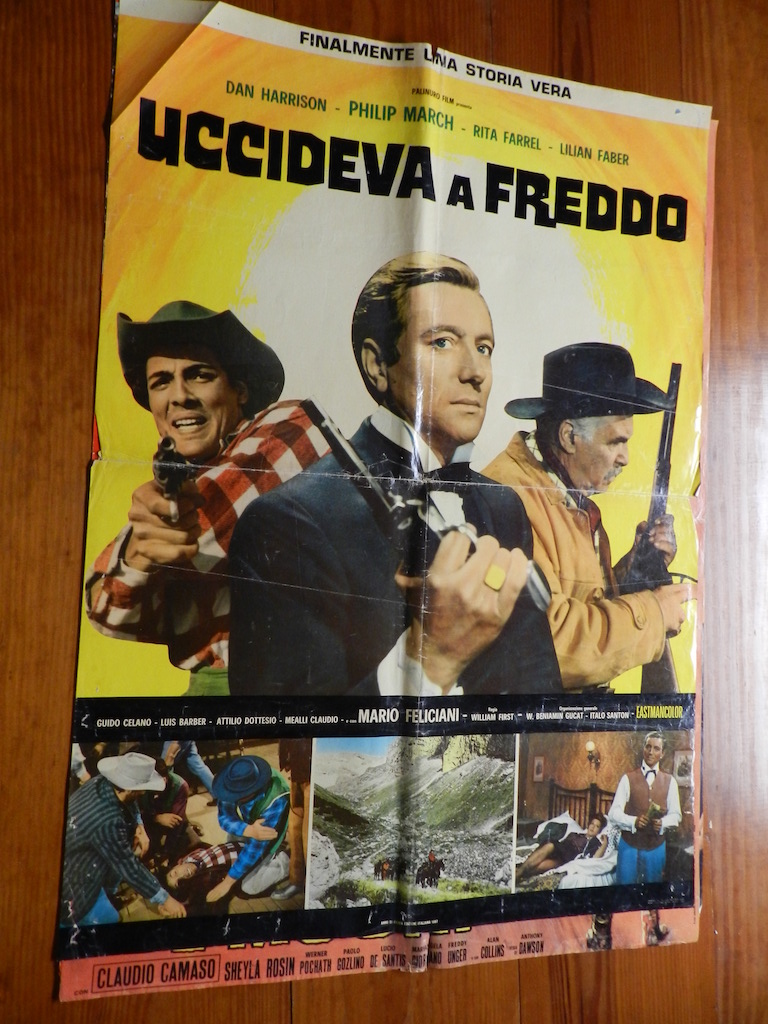 FINALMENTE UNA STORIA VERA
PALINURO FILM presenta
DAN HARRISON - PHILIP MARCH - RITA FARREL - LILIAN FABER
UCCIDEVA A FREDDO
GUIDO CELANO - LUIS BARBER - ATTILIO DOTTESIO - MEALLI CLAUDIO - e con MARIO FELICIANI - Regia WILLIAM FIRST - Organizzazione generale W. BENJAMIN GUCAT - ITALO SANTON - EASTMANCOLOR
con CLAUDIO CAMASO SHEYLA ROSIN WERNER POCHATH PAOLO GOZLINO LUCIO DE SANTIS FREDDY UNGER ALAN COLLINS ANTHONY DAWSON